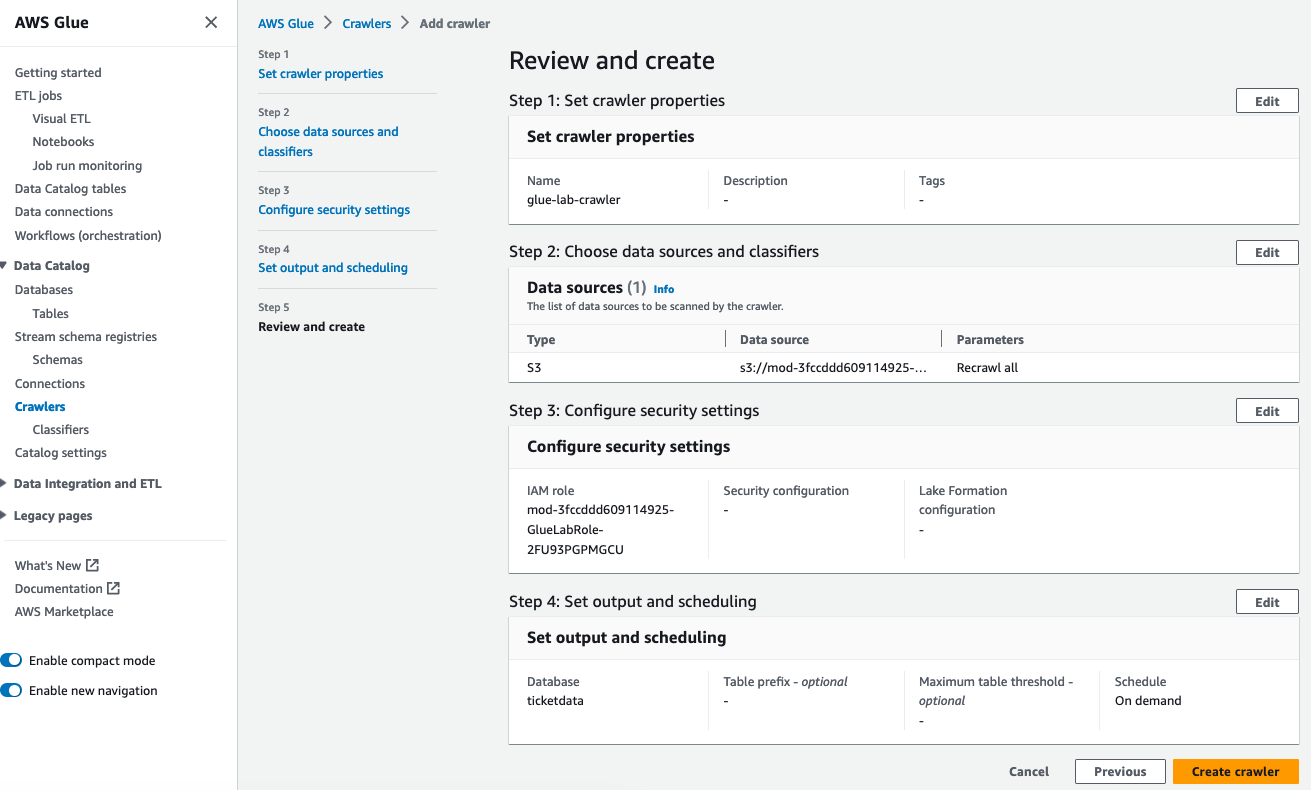 AWS Glue
Getting started
ETL jobs
Visual ETL
Notebooks
Job run monitoring
Data Catalog tables
Data connections
Workflows (orchestration)
Data Catalog
Databases
Tables
Stream schema registries
Schemas
Connections
Crawlers
Classifiers
Catalog settings
Data Integration and ETL
Legacy pages
What's New
Documentation
AWS Marketplace
Enable compact mode
Enable new navigation
AWS Glue > Crawlers > Add crawler
Step 1
Set crawler properties
Step 2
Choose data sources and
classifiers
Step 3
Configure security settings
Step 4
Set output and scheduling
Step 5
Review and create
Review and create
Step 1: Set crawler properties Edit
Set crawler properties
Name Description Tags
glue-lab-crawler - -
Step 2: Choose data sources and classifiers Edit
Data sources (1) Info
The list of data sources to be scanned by the crawler.
Type Data source Parameters
S3 s3://mod-3fccddd609114925-... Recrawl all
Step 3: Configure security settings Edit
Configure security settings
IAM role
mod-3fccddd609114925-
GlueLabRole-
2FU93PGPMGCU
Security configuration
-
Lake Formation
configuration
-
Step 4: Set output and scheduling Edit
Set output and scheduling
Database
ticketdata
Table prefix - optional
-
Maximum table threshold -
optional
-
Schedule
On demand
Cancel Previous Create crawler